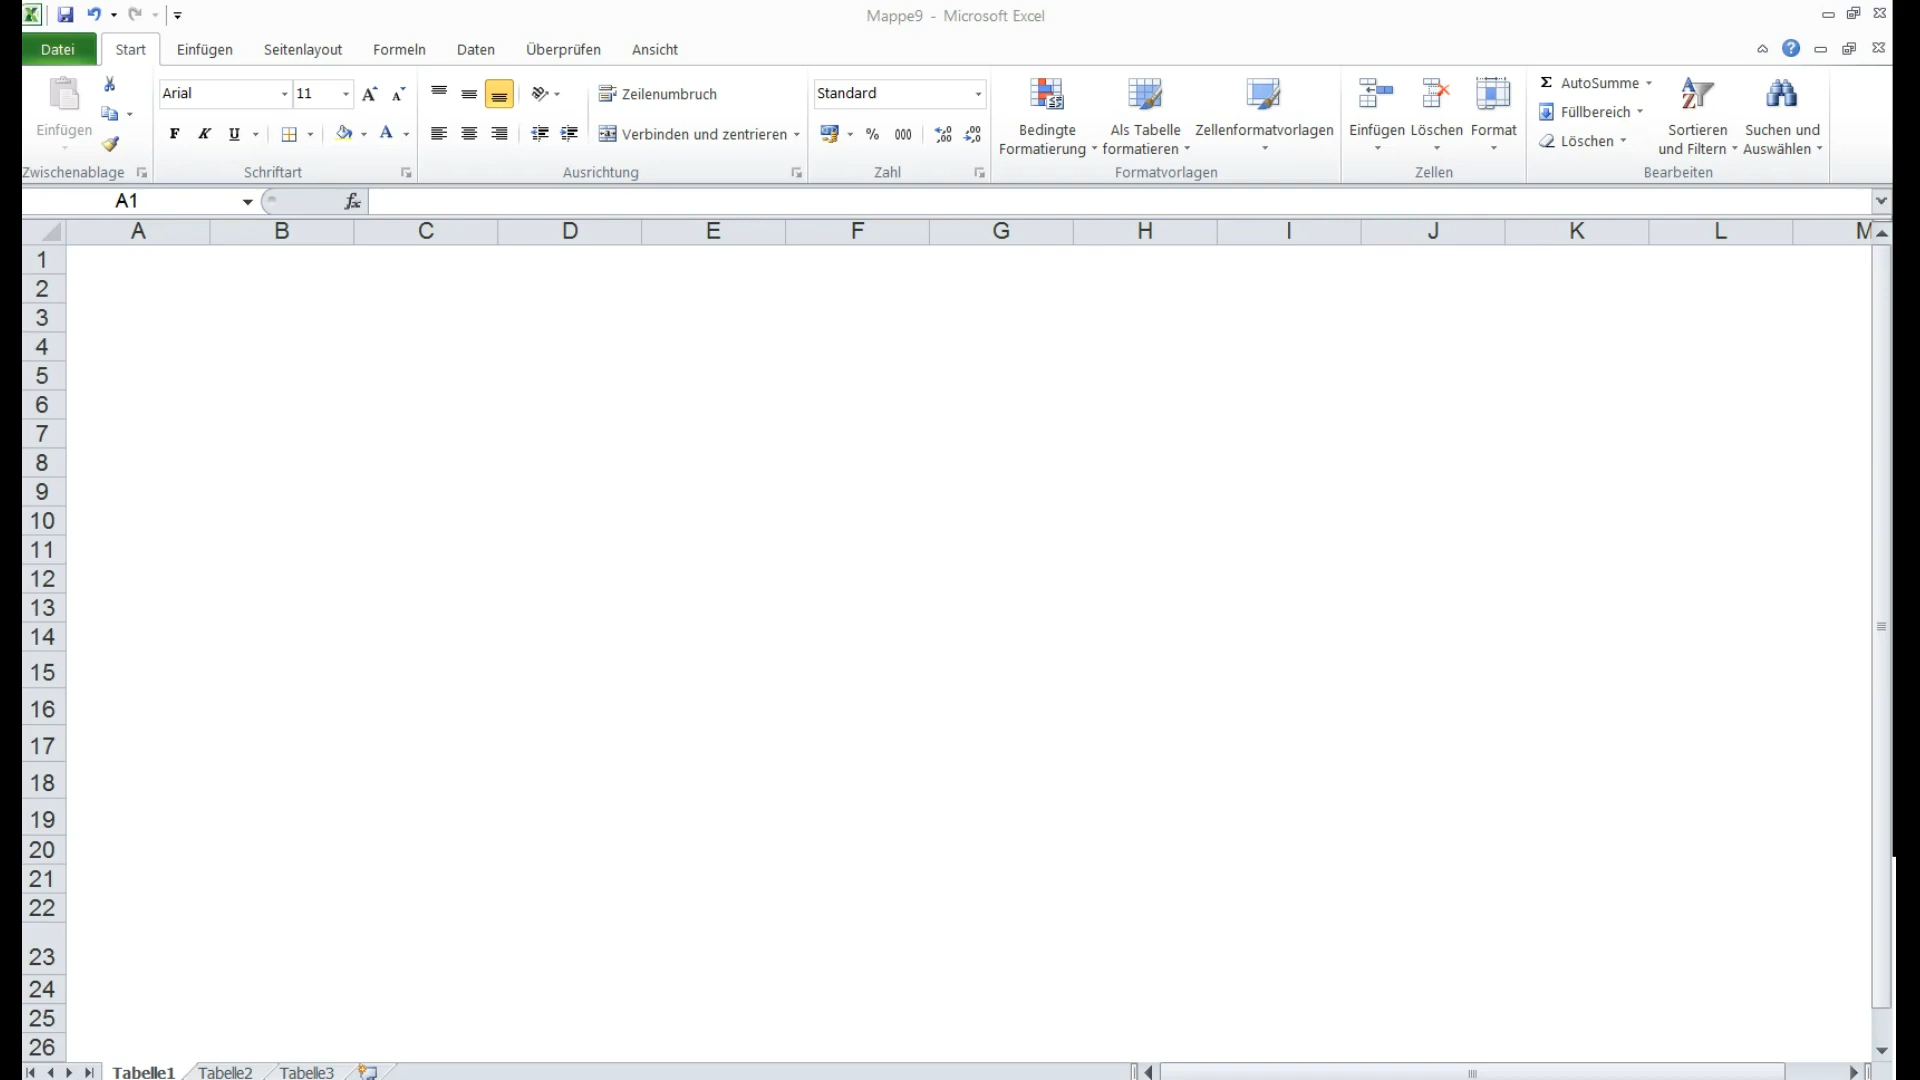 Mappe9 - Microsoft Excel
Datei Start Einfügen Seitenlayout Formeln Daten Überprüfen Ansicht
Einfügen
Zwischenablage
Arial 11
F K U
Schriftart
Zeilenumbruch
Verbinden und zentrieren
Ausrichtung
Standard
% 000
Zahl
Bedingte Formatierung
Als Tabelle formatieren
Zellenformatvorlagen
Formatvorlagen
Einfügen Löschen Format
Zellen
Σ AutoSumme
Füllbereich
Löschen
Sortieren und Filtern
Suchen und Auswählen
Bearbeiten
A1 fx
A B C D E F G H I J K L M
1
2
3
4
5
6
7
8
9
10
11
12
13
14
15
16
17
18
19
20
21
22
23
24
25
26
Tabelle1 Tabelle2 Tabelle3